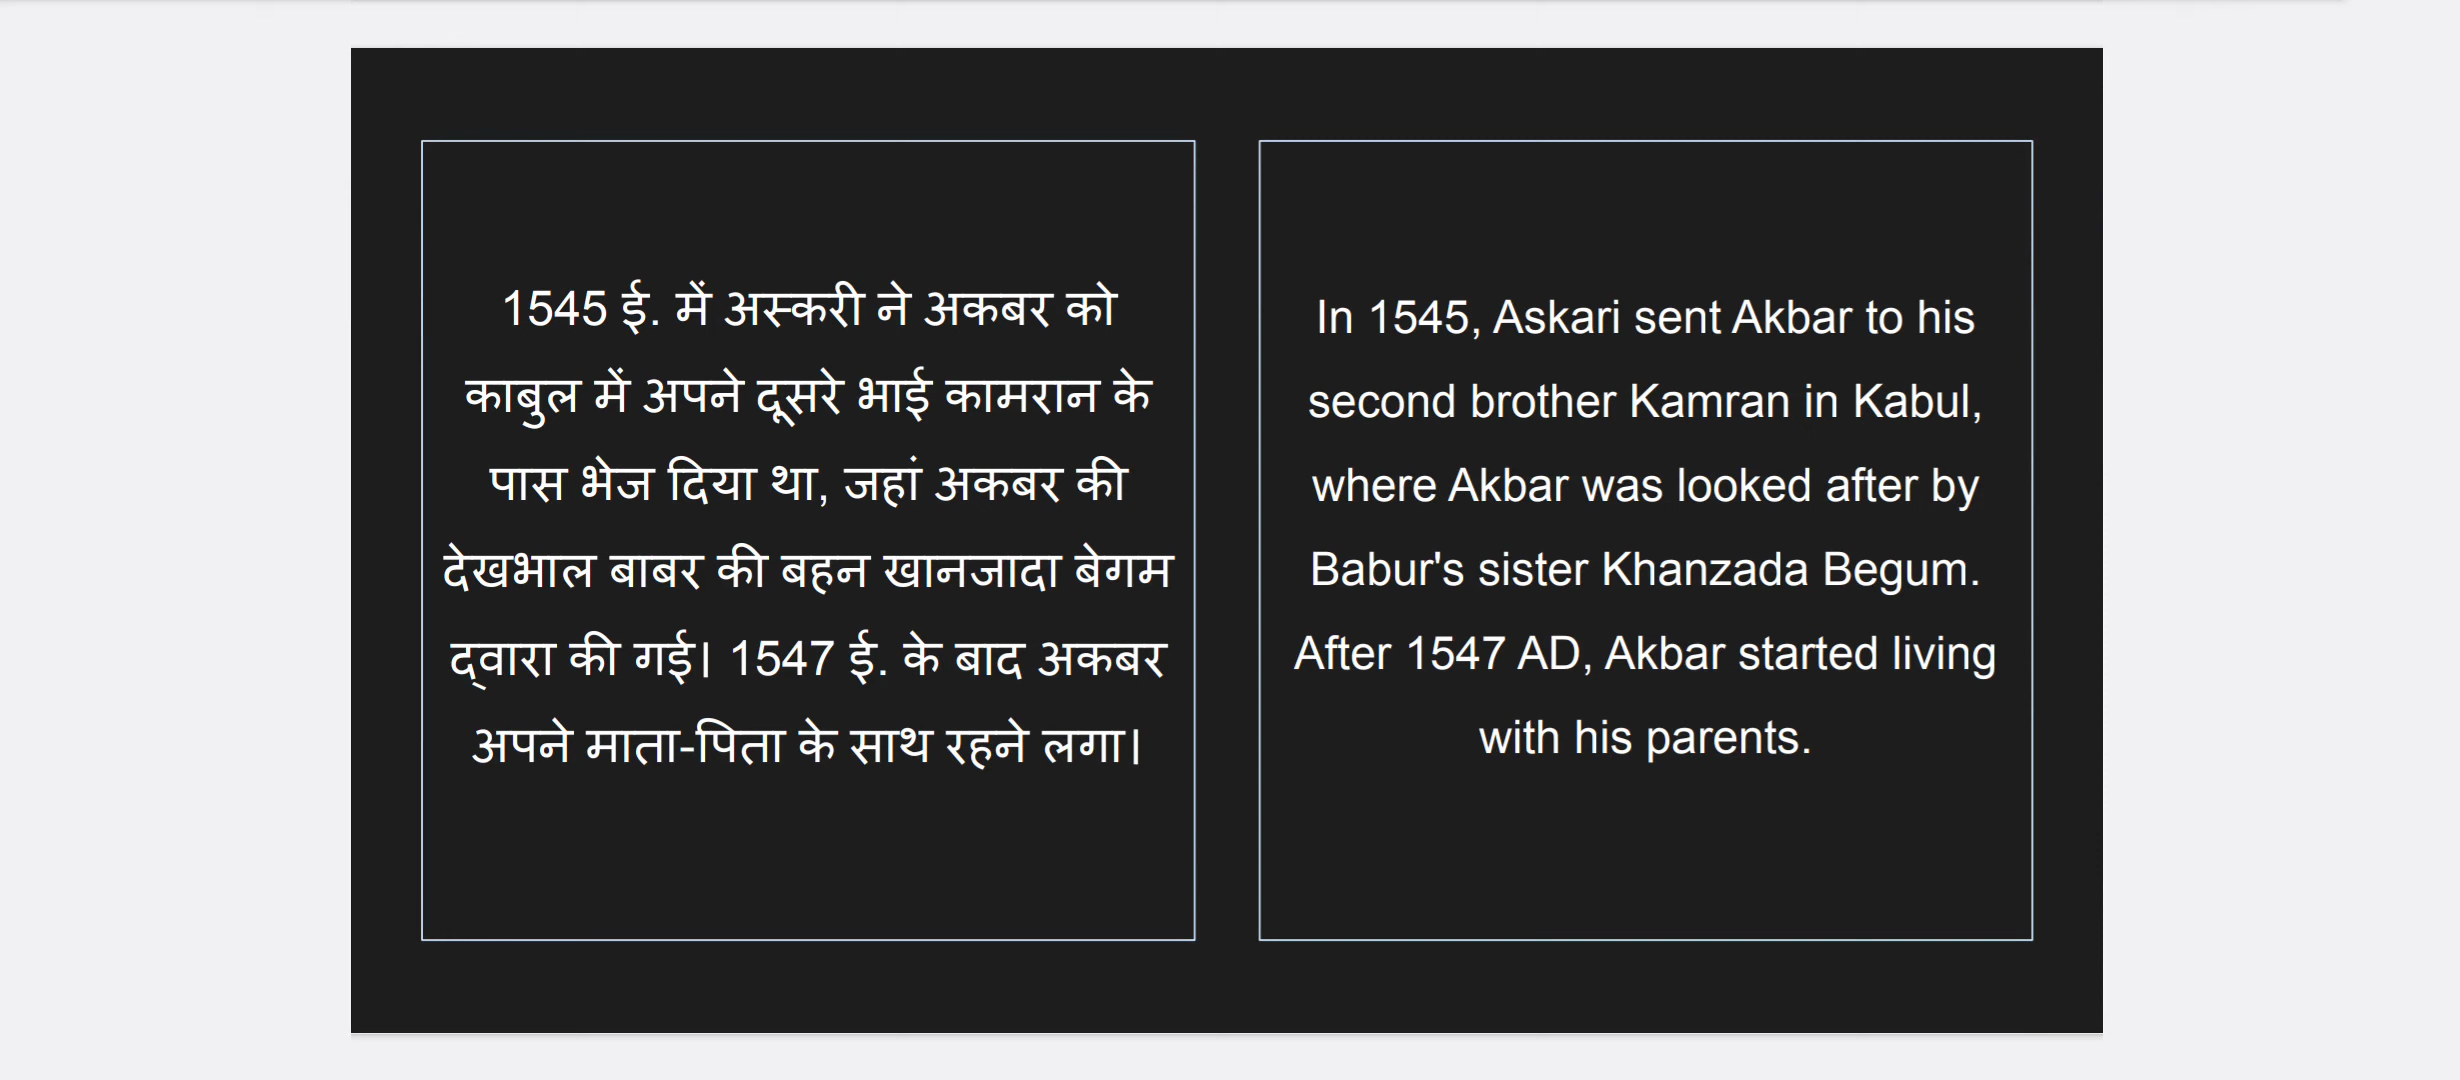 1545 ई. में अस्करी ने अकबर को
काबुल में अपने दूसरे भाई कामरान के
पास भेज दिया था, जहां अकबर की
देखभाल बाबर की बहन खानजादा बेगम
द्वारा की गई। 1547 ई. के बाद अकबर
अपने माता-पिता के साथ रहने लगा।
In 1545, Askari sent Akbar to his
second brother Kamran in Kabul,
where Akbar was looked after by
Babur's sister Khanzada Begum.
After 1547 AD, Akbar started living
with his parents.